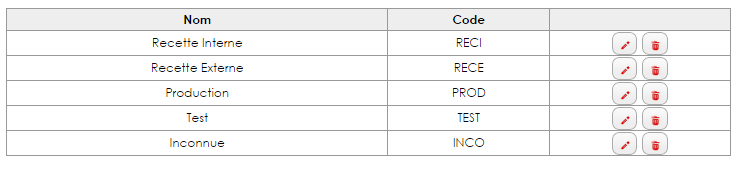 Nom Code
Recette Interne RECI
Recette Externe RECE
Production PROD
Test TEST
Inconnue INCO